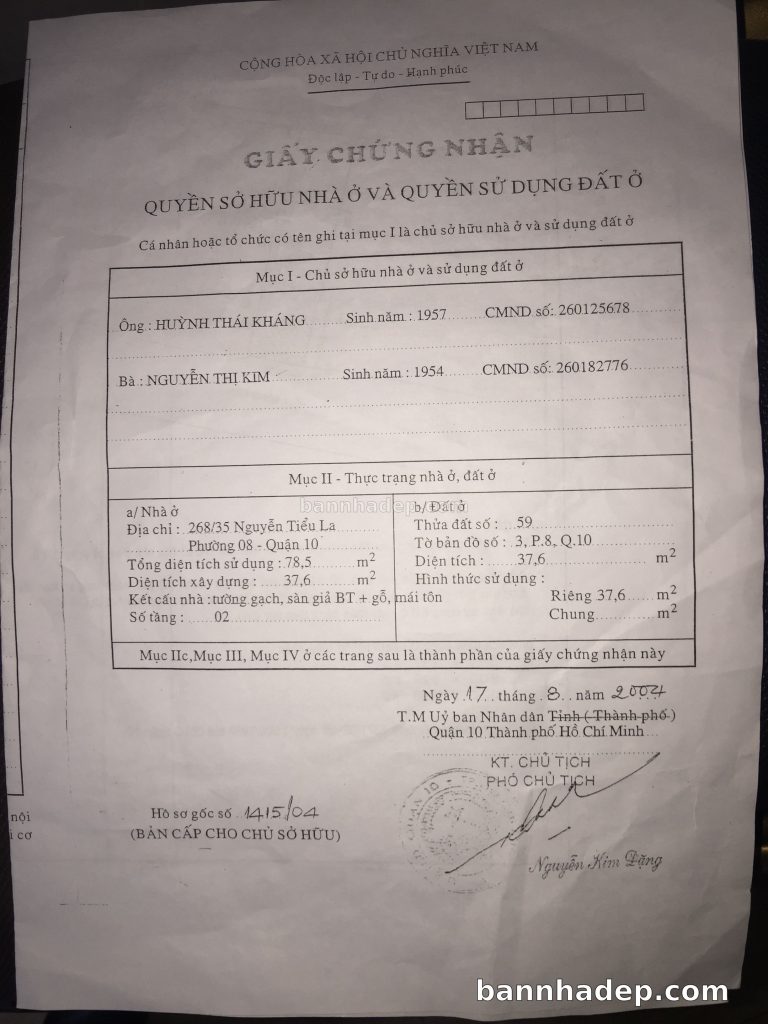 CỘNG HÒA XÃ HỘI CHỦ NGHĨA VIỆT NAM
Độc lập - Tự do - Hạnh phúc
GIẤY CHỨNG NHẬN
QUYỀN SỞ HỮU NHÀ Ở VÀ QUYỀN SỬ DỤNG ĐẤT Ở
Cá nhân hoặc tổ chức có tên ghi tại mục I là chủ sở hữu nhà ở và sử dụng đất ở
Mục I - Chủ sở hữu nhà ở và sử dụng đất ở
Ông : HUỲNH THÁI KHÁNG Sinh năm : 1957 CMND số: 260125678
Bà : NGUYỄN THỊ KIM Sinh năm : 1954 CMND số: 260182776
Mục II - Thực trạng nhà ở, đất ở
bannhadep.com
a/ Nhà ở
Địa chỉ : 268/35 Nguyễn Tiểu La
Phường 08 - Quận 10
Tổng diện tích sử dụng : 78,5 m2
Diện tích xây dựng : 37,6 m2
Kết cấu nhà : tường gạch, sàn giả BT + gỗ, mái tôn
Số tầng : 02
b/ Đất ở
Thửa đất số : 59
Tờ bản đồ số : 3, P.8, Q.10
Diện tích : 37,6 m2
Hình thức sử dụng :
Riêng 37,6 m2
Chung m2
Mục IIc,Mục III, Mục IV ở các trang sau là thành phần của giấy chứng nhận này
Ngày 17 tháng 8 năm 2004
T.M Uỷ ban Nhân dân Tỉnh ( Thành phố )
Quận 10 Thành phố Hồ Chí Minh
KT. CHỦ TỊCH
PHÓ CHỦ TỊCH
Nguyễn Kim Dặng
Hồ sơ gốc số 1415/04
(BẢN CẤP CHO CHỦ SỞ HỮU)
nội
i cơ
bannhadep.com